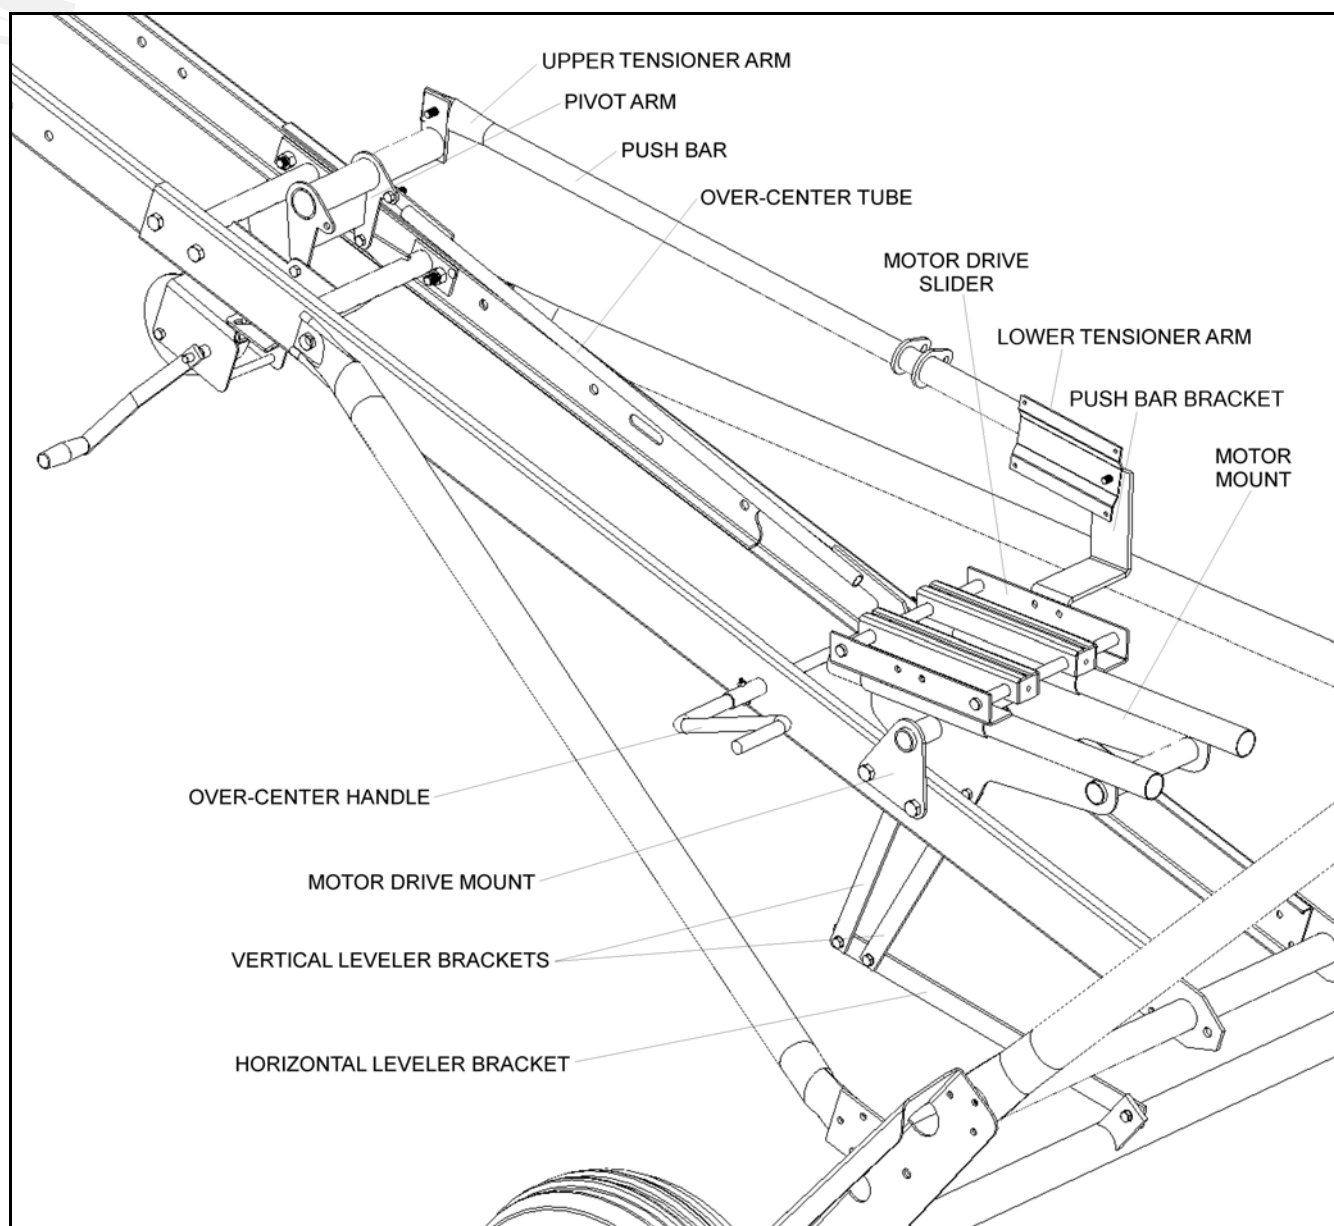 UPPER TENSIONER ARM
PIVOT ARM
PUSH BAR
OVER-CENTER TUBE
MOTOR DRIVE
SLIDER
LOWER TENSIONER ARM
PUSH BAR BRACKET
MOTOR
MOUNT
OVER-CENTER HANDLE
MOTOR DRIVE MOUNT
VERTICAL LEVELER BRACKETS
HORIZONTAL LEVELER BRACKET